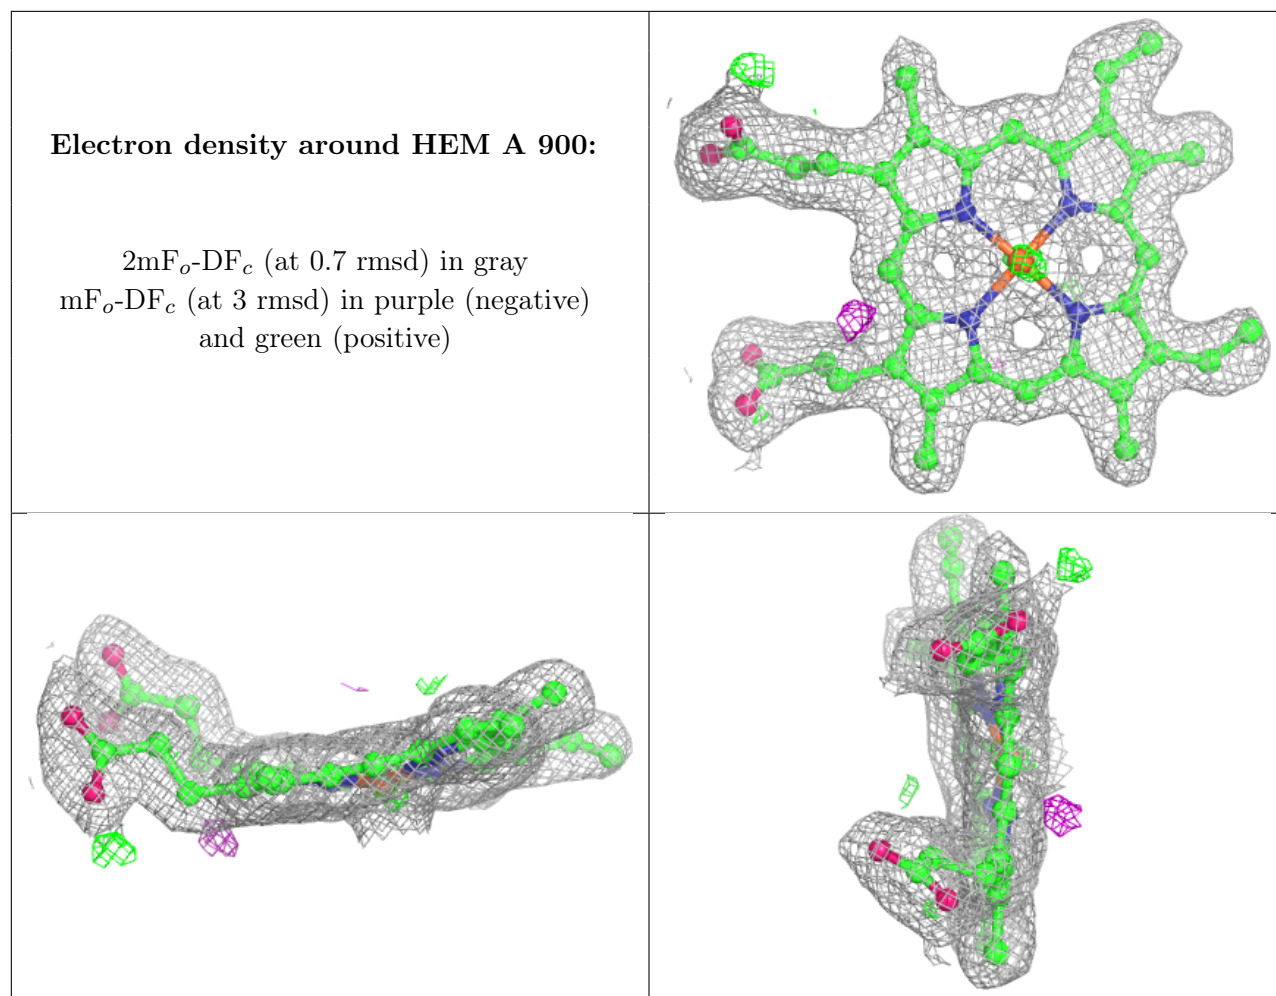 Electron density around HEM A 900:
2mFo-DFc (at 0.7 rmsd) in gray
mFo-DFc (at 3 rmsd) in purple (negative)
and green (positive)